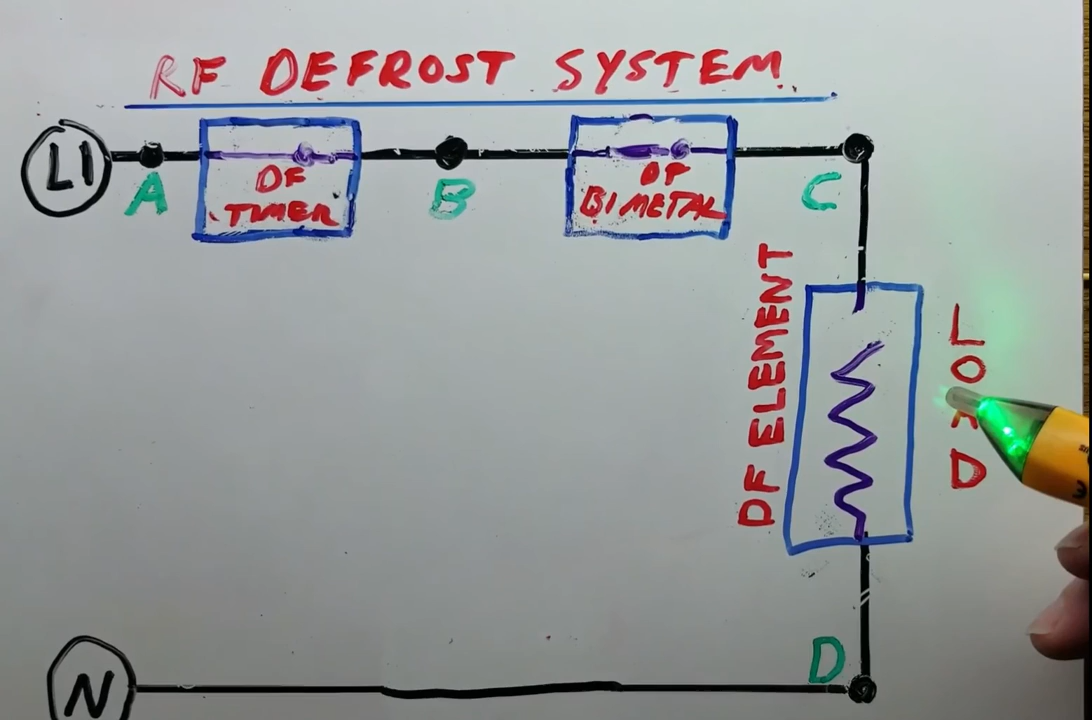 RF DEFROST SYSTEM
L1
A
DF
TIMER
B
DF
BIMETAL
C
DF ELEMENT
LOAD
D
N